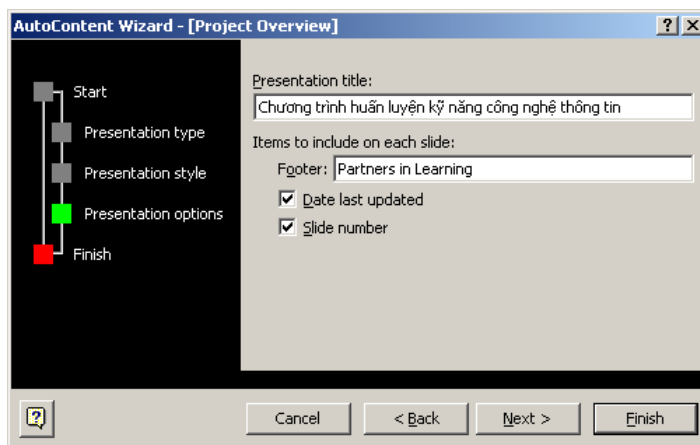 AutoContent Wizard - [Project Overview]
Start
Presentation type
Presentation style
Presentation options
Finish
Presentation title:
Chương trình huấn luyện kỹ năng công nghệ thông tin
Items to include on each slide:
Footer: Partners in Learning
Date last updated
Slide number
Cancel
< Back
Next >
Finish